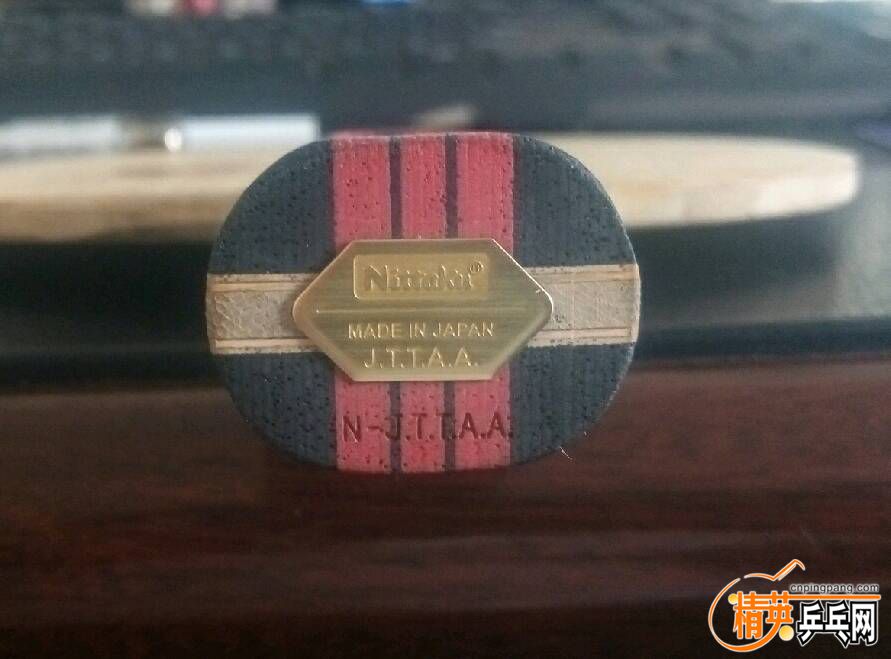 Nittaku®
MADE IN JAPAN
J.T.T.A.A.
N-J.T.T.A.A.
cnpingpang.com
精英乒乓网